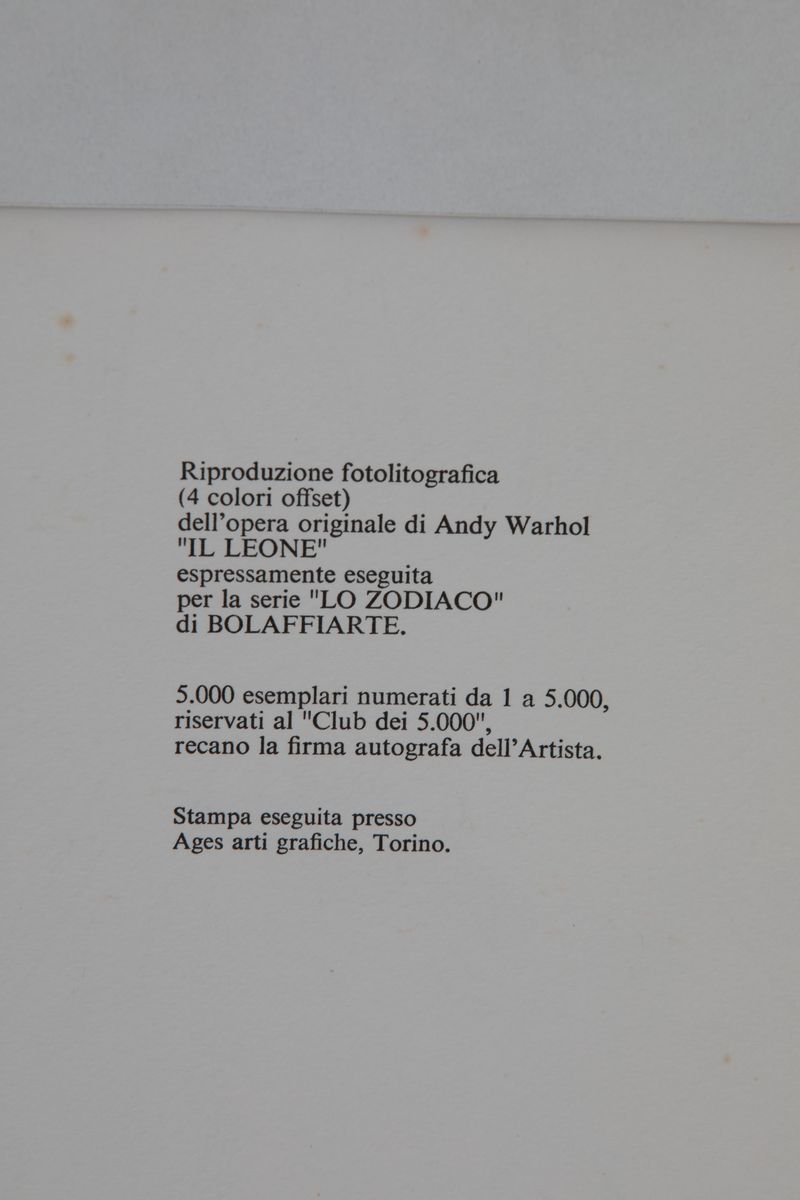 Riproduzione fotolitografica
(4 colori offset)
dell'opera originale di Andy Warhol
"IL LEONE"
espressamente eseguita
per la serie "LO ZODIACO"
di BOLAFFIARTE.
5.000 esemplari numerati da 1 a 5.000,
riservati al "Club dei 5.000",
recano la firma autografa dell'Artista.
Stampa eseguita presso
Ages arti grafiche, Torino.